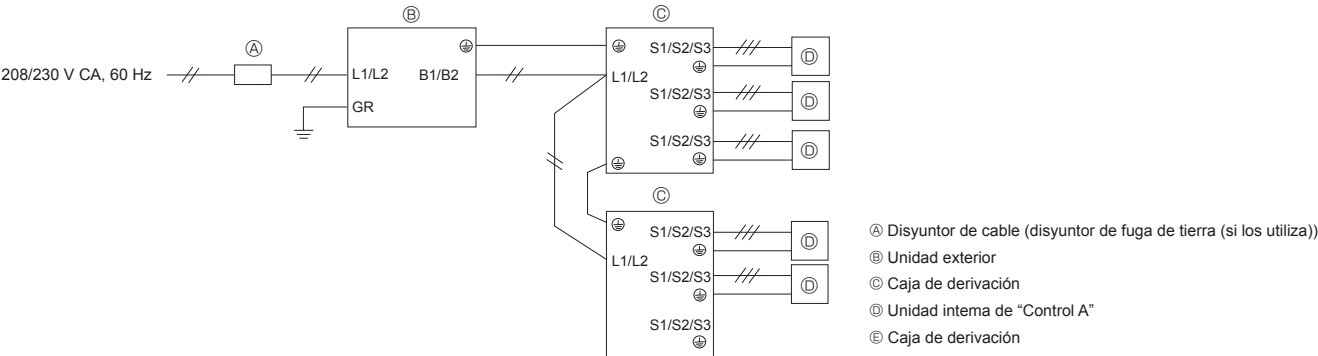 Ⓑ
Ⓒ
Ⓐ
208/230 V CA, 60 Hz
L1/L2
B1/B2
GR
S1/S2/S3
L1/L2
S1/S2/S3
S1/S2/S3
Ⓓ
Ⓓ
Ⓓ
Ⓒ
S1/S2/S3
L1/L2
S1/S2/S3
S1/S2/S3
Ⓓ
Ⓓ
Ⓐ Disyuntor de cable (disyuntor de fuga de tierra (si los utiliza))
Ⓑ Unidad exterior
Ⓒ Caja de derivación
Ⓓ Unidad intema de “Control A”
Ⓔ Caja de derivación